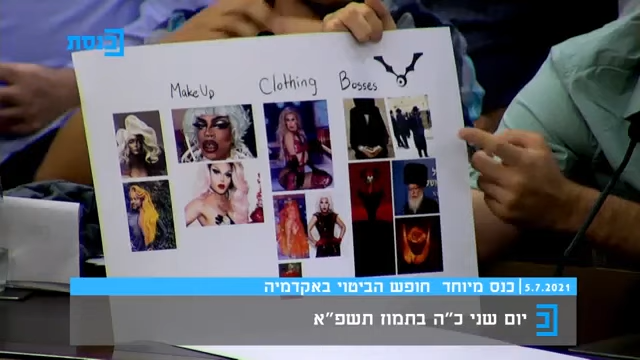 כנסת
MakeUp
Clothing
Bosses
כנס מיוחד חופש הביטוי באקדמיה
5.7.2021
יום שני כ״ה בתמוז תשפ״א